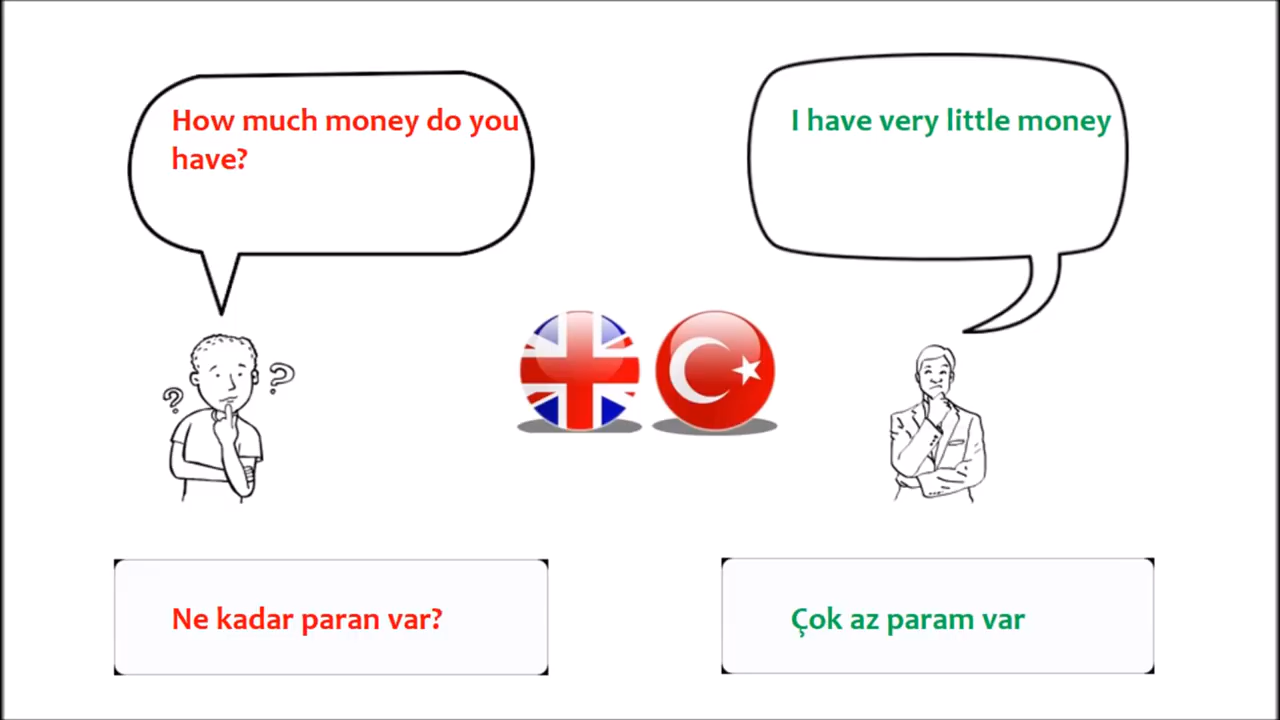 How much money do you
have?
I have very little money
Ne kadar paran var?
Çok az param var